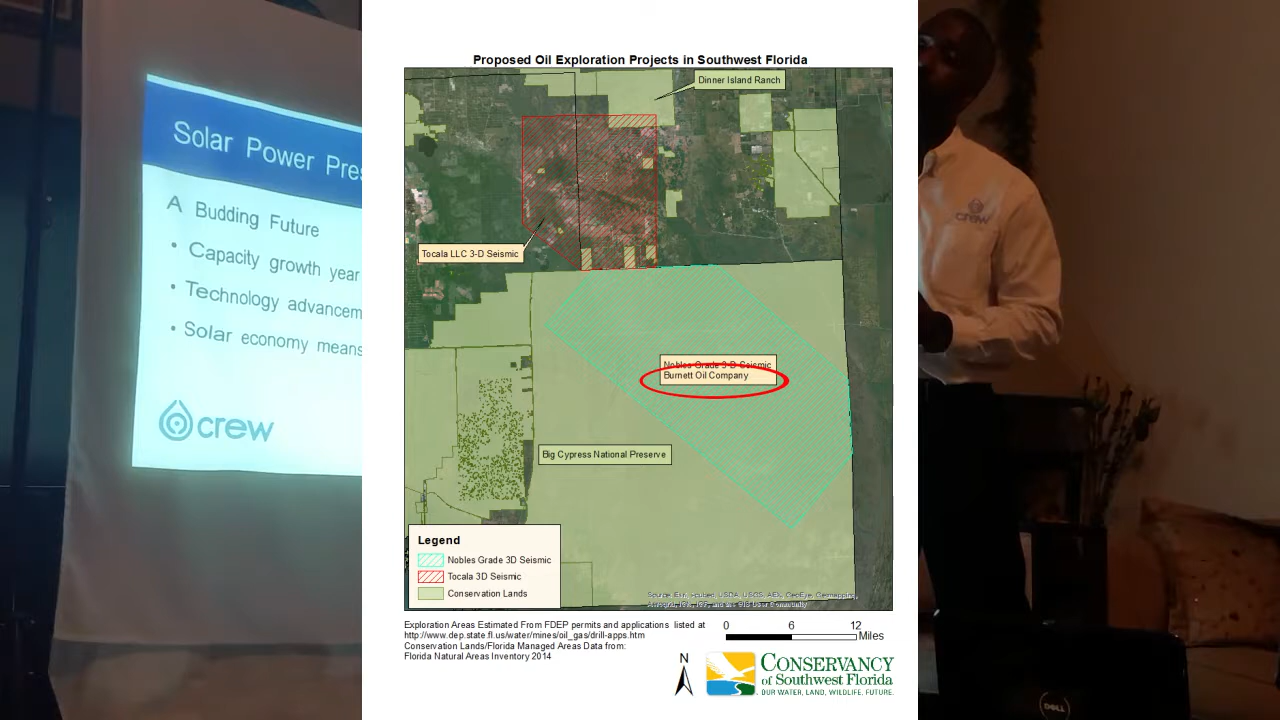 Solar Power Pre
A Budding Future
• Capacity growth year
• Technology advancem
• Solar economy means
crew
Proposed Oil Exploration Projects in Southwest Florida
Dinner Island Ranch
Tocala LLC 3-D Seismic
Nobles Grade 3-D Seismic
Burnett Oil Company
Big Cypress National Preserve
Legend
Nobles Grade 3D Seismic
Tocala 3D Seismic
Conservation Lands
Exploration Areas Estimated From FDEP permits and applications listed at
http://www.dep.state.fl.us/water/mines/oil_gas/drill-apps.htm
Conservation Lands/Florida Managed Areas Data from:
Florida Natural Areas Inventory 2014
0 6 12
Miles
N
CONSERVANCY
of Southwest Florida
OUR WATER, LAND, WILDLIFE, FUTURE.
crew
DELL